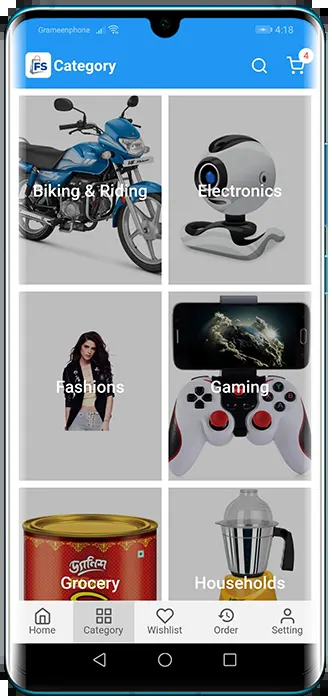 Grameenphone
4:18
FS
Category
4
Biking & Riding
Electronics
Fashions
Gaming
ড্যানিশ
Grocery
Households
Home
Category
Wishlist
Order
Setting